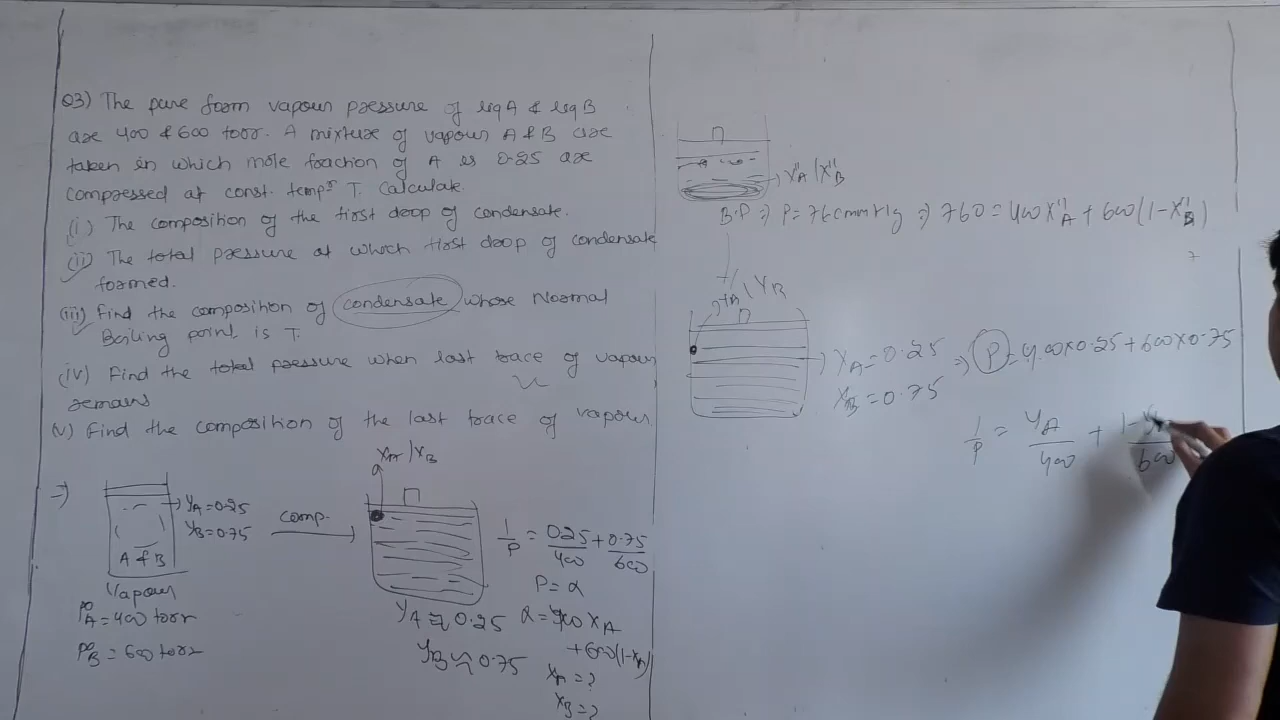 Q3) The pure form vapour pressure of liq A & liq B
are 400 & 600 torr. A mixture of vapour A & B are
taken in which mole fraction of A is 0.25 are
compressed at const. temp^r T. Calculate.
(i) The composition of the first drop of condensate.
(ii) The total pressure at which first drop of condensate
formed.
(iii) Find the composition of condensate whose Normal
Boiling point is T.
(iv) Find the total pressure when last trace of vapour
remains
(v) Find the composition of the last trace of vapour
=)
A & B
Vapour
→ YA = 0.25
YB = 0.75
P°A = 400 torr
P°B = 600 torr
comp.
XA / XB
YA ≈ 0.25
YB ≈ 0.75
1/P = 0.25/400 + 0.75/600
P = α
α = 400 XA
+ 600(1-XA)
XA = ?
XB = ?
→ X''A / X''B
B.P ⇒ P = 760mmHg ⇒ 760 = 400X''A + 600(1-X''B)
YA / YB
→ XA = 0.25 ⇒ P = 400×0.25 + 600×0.75
XB = 0.75
1/P = YA/400 + 1-/600